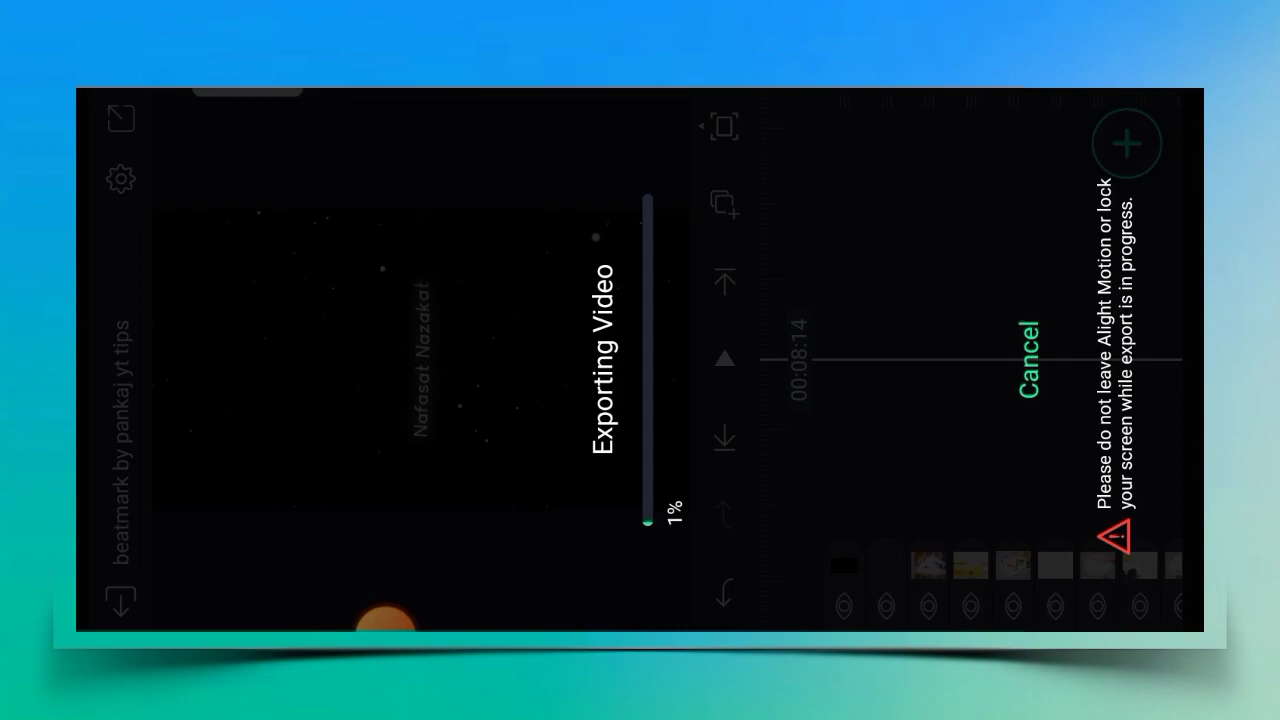 beatmark by pankaj yt tips
Nafasat Nazakat
Exporting Video
1%
00:08:14
Cancel
Please do not leave Alight Motion or lock
your screen while export is in progress.